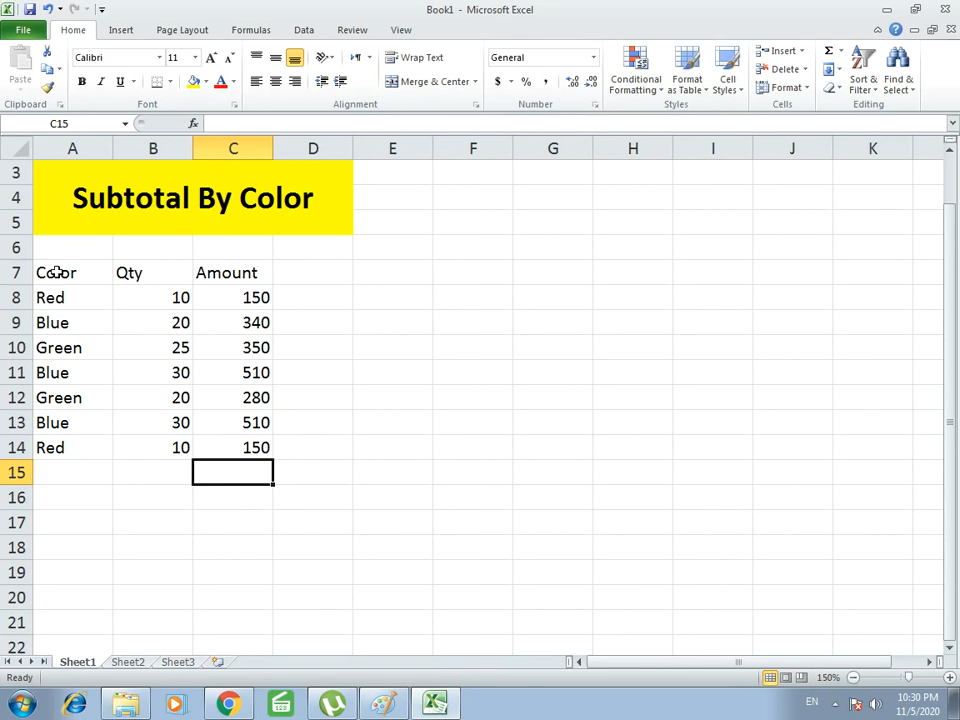 Book1 - Microsoft Excel
File Home Insert Page Layout Formulas Data Review View
Paste
Calibri 11
B I U
A A
Wrap Text
Merge & Center
General
$ % ,
Conditional Formatting
Format as Table
Cell Styles
Insert
Delete
Format
Σ
Sort & Filter
Find & Select
Clipboard Font Alignment Number Styles Cells Editing
C15 fx
A B C D E F G H I J K
3
4 Subtotal By Color
5
6
7 Color Qty Amount
8 Red 10 150
9 Blue 20 340
10 Green 25 350
11 Blue 30 510
12 Green 20 280
13 Blue 30 510
14 Red 10 150
15
16
17
18
19
20
21
22
Sheet1 Sheet2 Sheet3
Ready 150%
EN 10:30 PM
11/5/2020